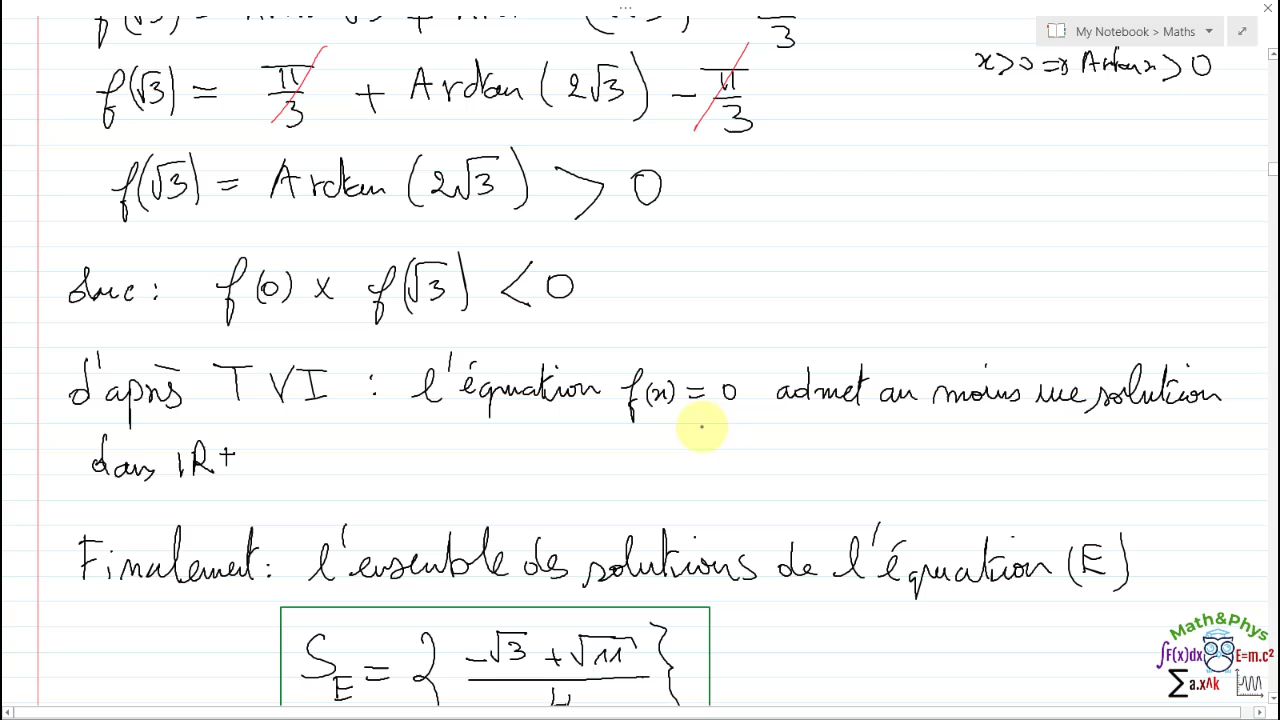 My Notebook > Maths
x > 0 => Arctan x > 0
f(√3) = π/3 + Arctan(2√3) - π/3
f(√3) = Arctan(2√3) > 0
donc : f(0) × f(√3) < 0
d'après TVI : l'équation f(x) = 0 admet au moins une solution
dans IR+
Finalement : l'ensemble des solutions de l'équation (E)
S_E = { (-√3 + √11)/4 }
Math&Phys
∫F(x)dx E=m.c²
∑ a.x^k